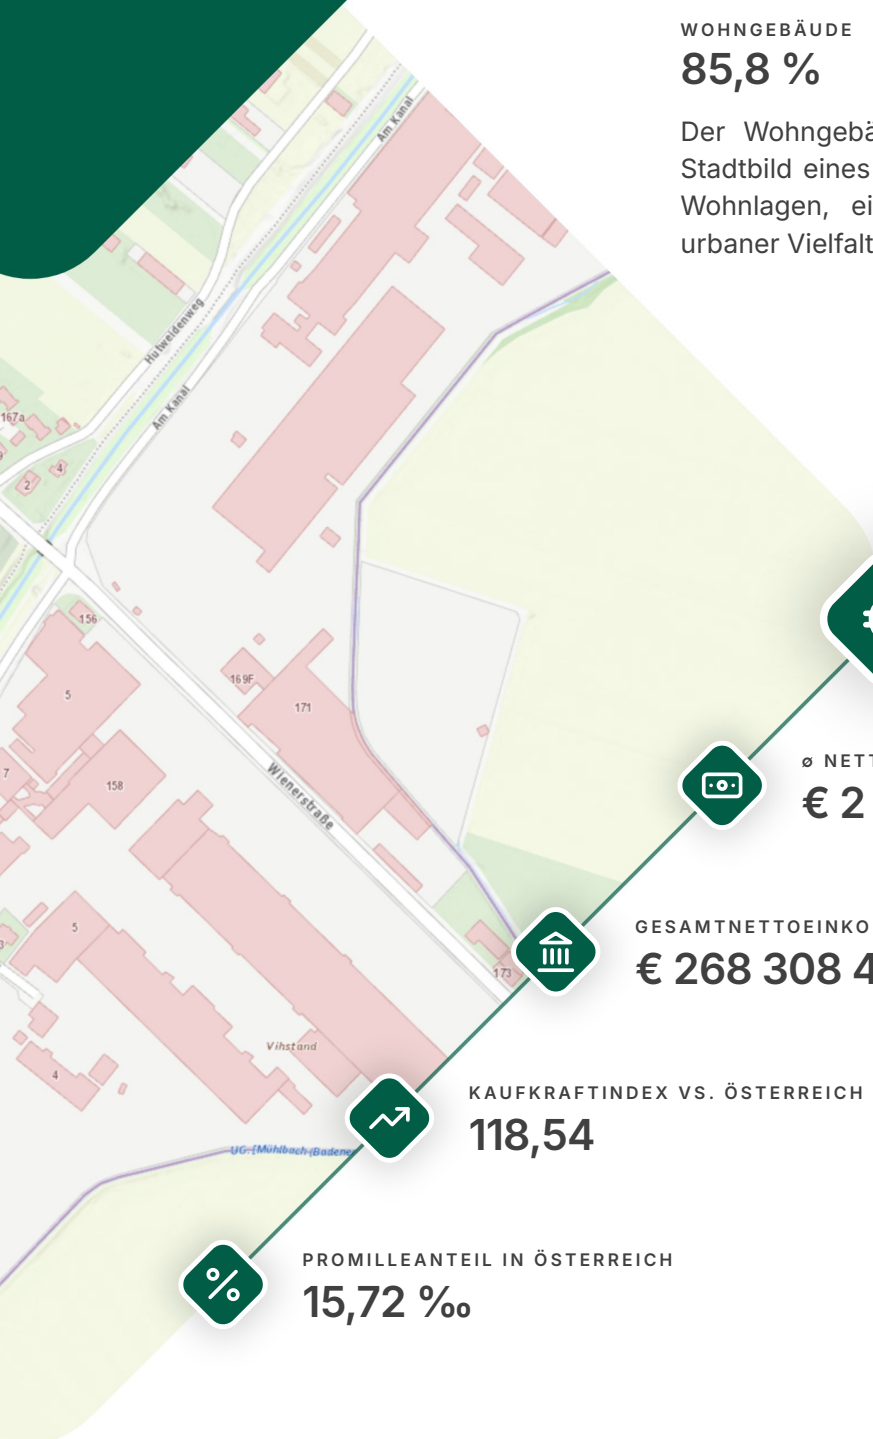 WOHNGEBÄUDE
85,8 %
Der Wohngebä
Stadtbild eines
Wohnlagen, ei
urbaner Vielfalt
Am Kanal
Hutweidenweg
Am Kanal
167a
4
2
156
169F
5
171
7
158
Wienerstraße
ø NETT
€ 2
5
GESAMTNETTOEINKO
€ 268 308 4
173
Vihstand
4
KAUFKRAFTINDEX VS. ÖSTERREICH
118,54
UG. [Mühlbach (Badener
PROMILLEANTEIL IN ÖSTERREICH
15,72 ‰